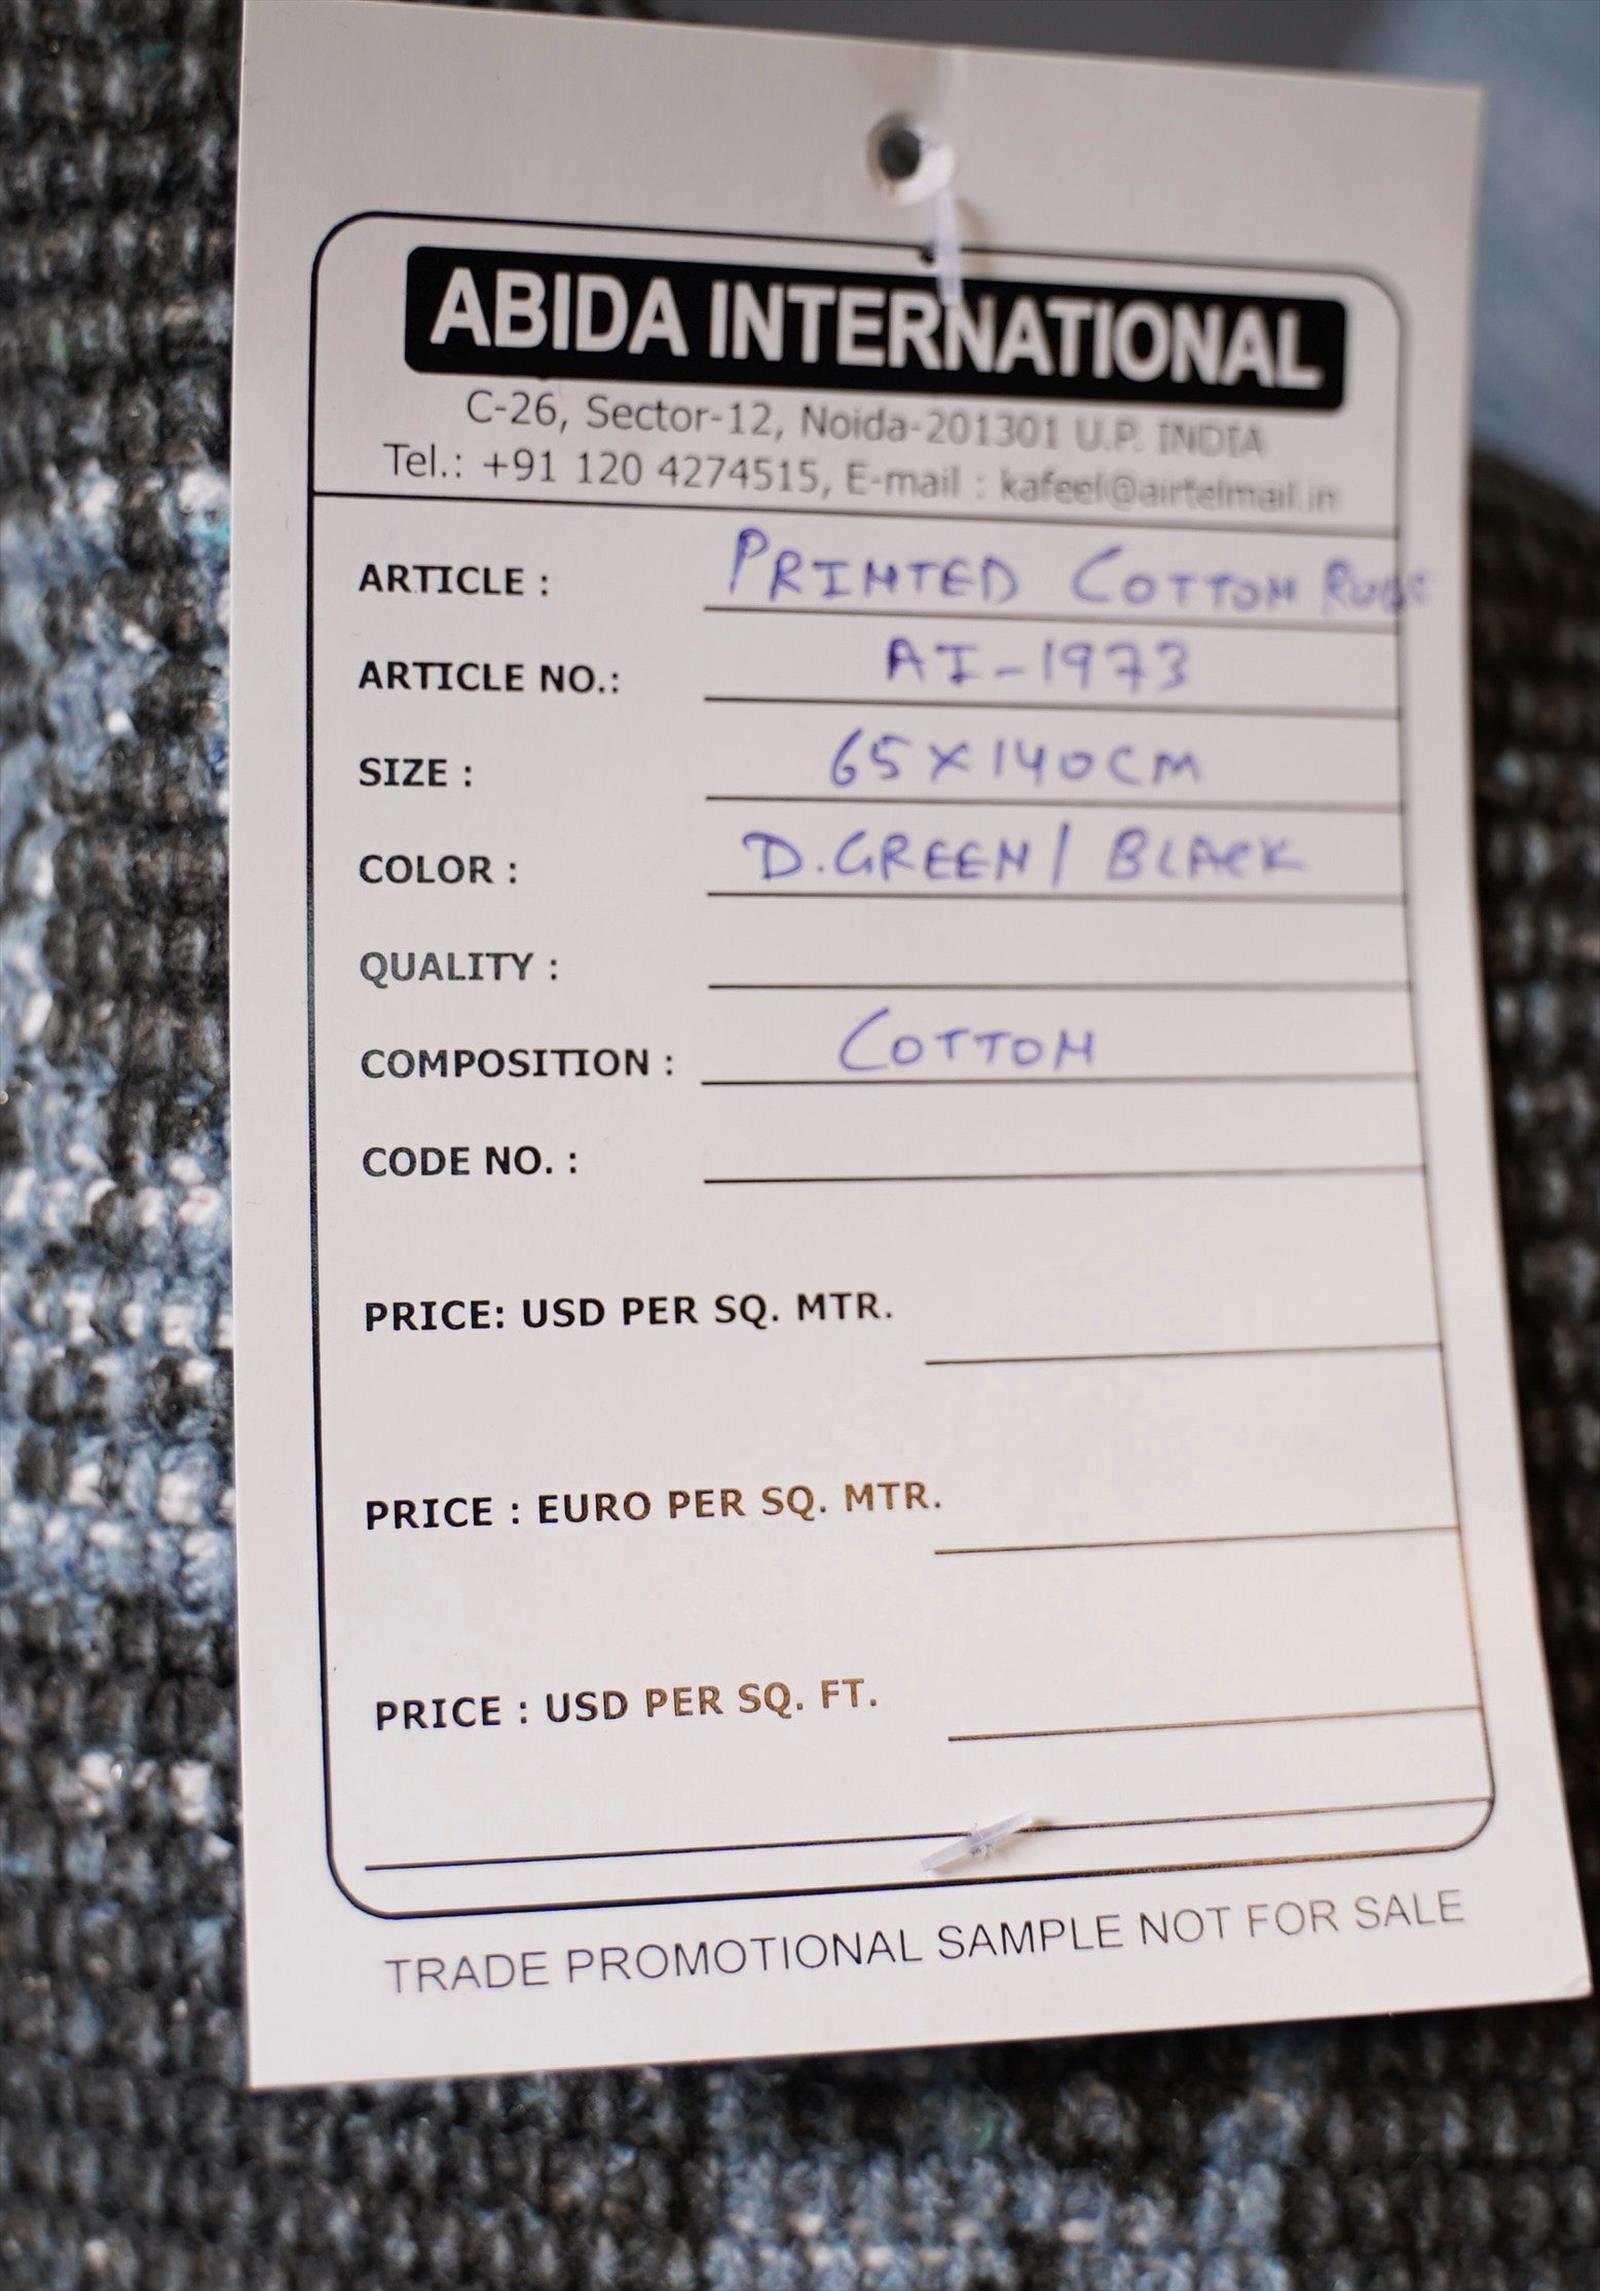 ABIDA INTERNATIONAL
C-26, Sector-12, Noida-201301 U.P. INDIA
Tel.: +91 120 4274515, E-mail : kafeel@airtelmail.in
ARTICLE : PRINTED COTTON RUGS
ARTICLE NO.: AI-1973
SIZE : 65X140CM
COLOR : D.GREEN / BLACK
QUALITY :
COMPOSITION : COTTON
CODE NO. :
PRICE: USD PER SQ. MTR.
PRICE : EURO PER SQ. MTR.
PRICE : USD PER SQ. FT.
TRADE PROMOTIONAL SAMPLE NOT FOR SALE